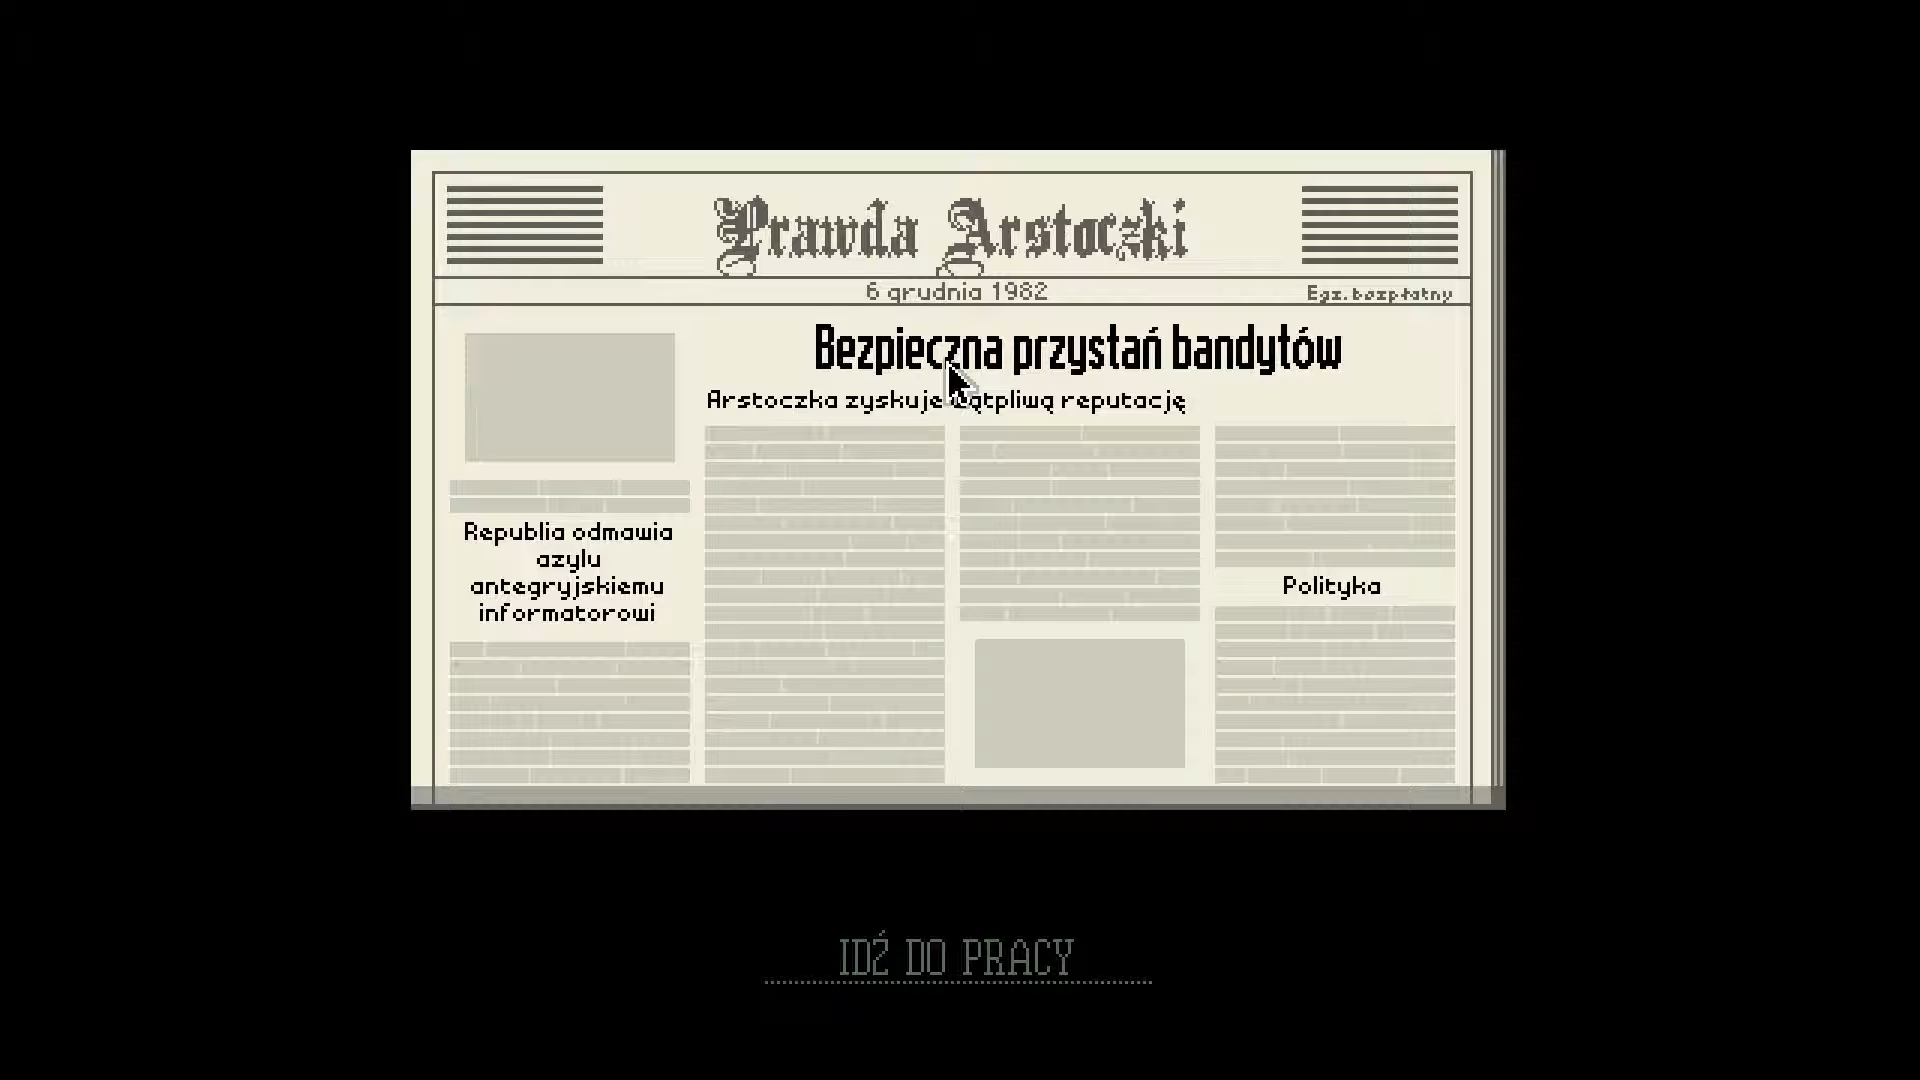 Prawda Arstoczki
6 grudnia 1982
Egz. bezpłatny
Bezpieczna przystań bandytów
Arstoczka zyskuje wątpliwą reputację
Republia odmawia
azylu
antegryjskiemu
informatorowi
Polityka
IDŹ DO PRACY